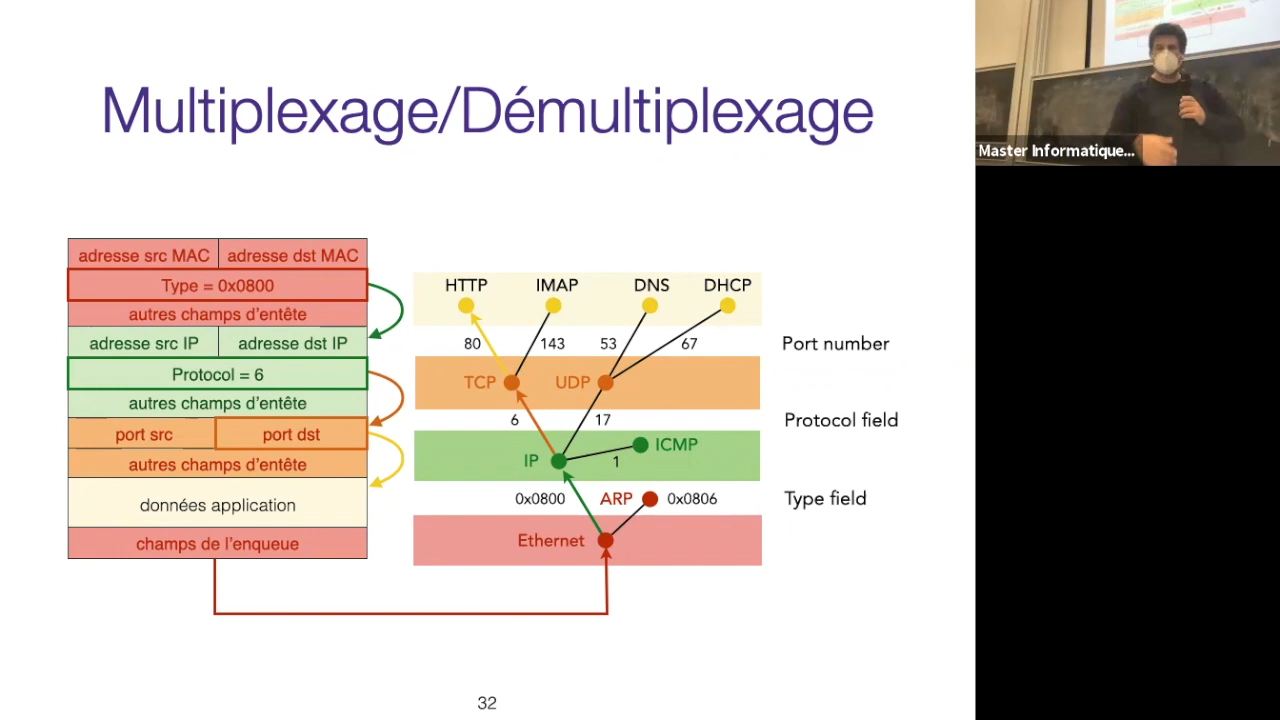 Multiplexage/Démultiplexage
adresse src MAC adresse dst MAC
Type = 0x0800
autres champs d'entête
adresse src IP adresse dst IP
Protocol = 6
autres champs d'entête
port src port dst
autres champs d'entête
données application
champs de l'enqueue
HTTP IMAP DNS DHCP
80 143 53 67 Port number
TCP UDP
6 17 Protocol field
IP ICMP
1
0x0800 ARP 0x0806 Type field
Ethernet
32
Master Informatique...